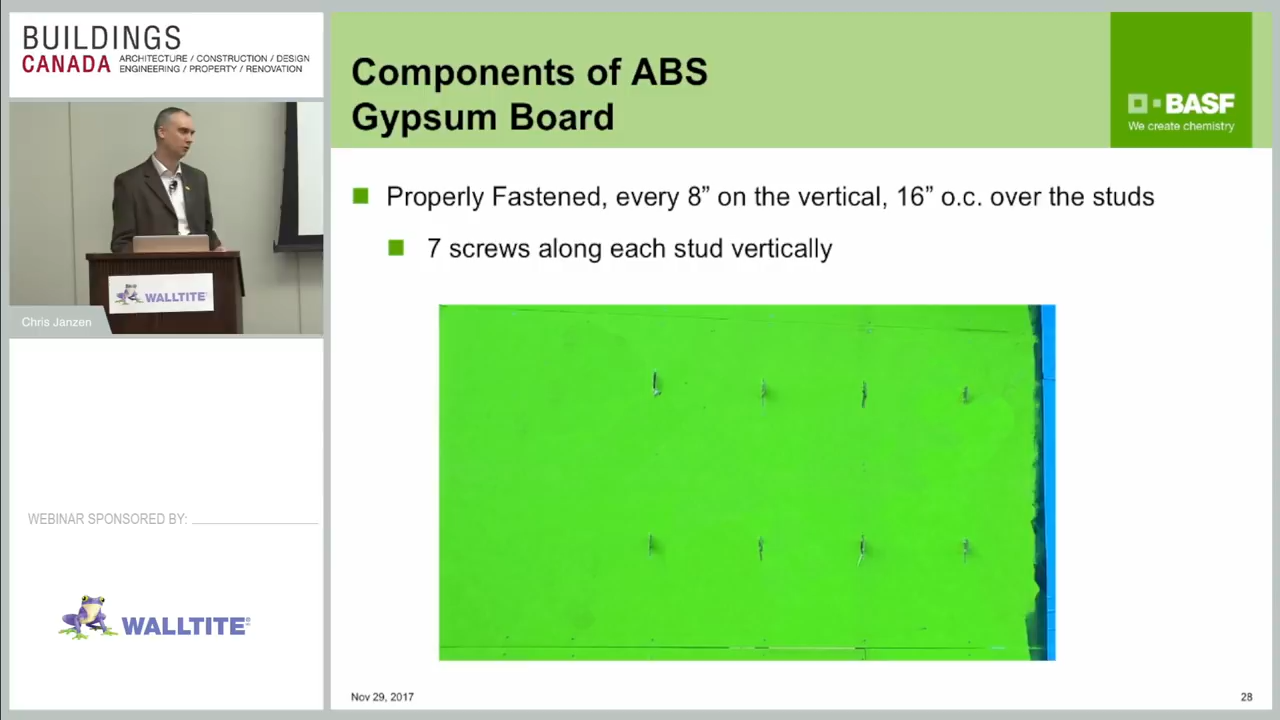 BUILDINGS
CANADA
ARCHITECTURE / CONSTRUCTION / DESIGN
ENGINEERING / PROPERTY / RENOVATION
WALLTITE
Chris Janzen
WEBINAR SPONSORED BY:
WALLTITE®
Components of ABS
Gypsum Board
BASF
We create chemistry
Properly Fastened, every 8” on the vertical, 16” o.c. over the studs
7 screws along each stud vertically
Nov 29, 2017
28